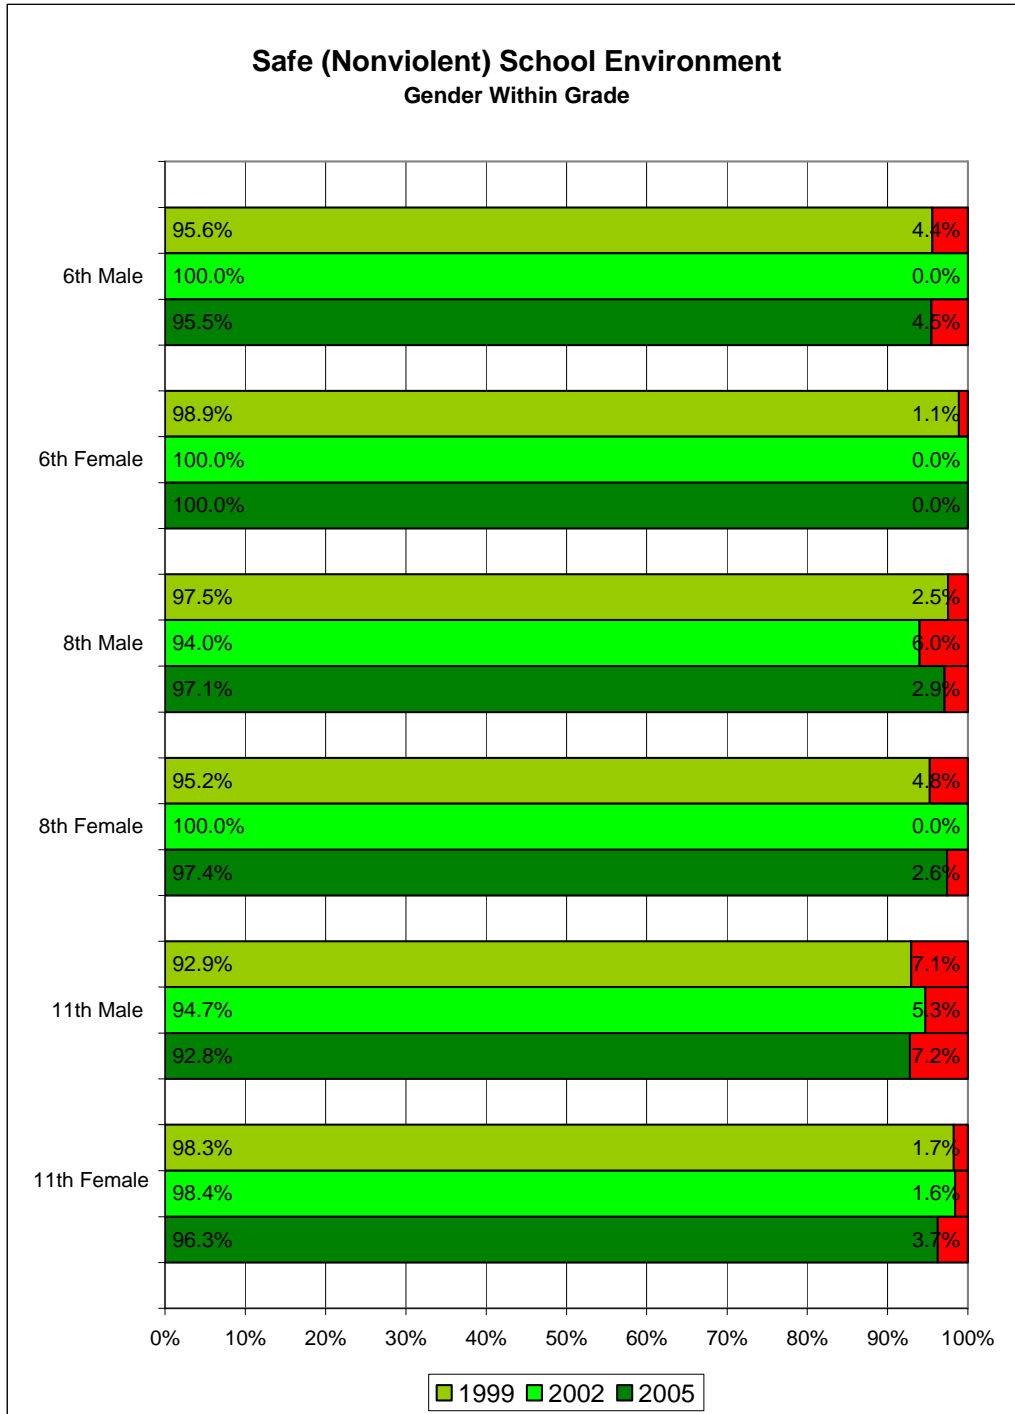 Safe (Nonviolent) School Environment
Gender Within Grade
95.6% 4.4%
6th Male 100.0% 0.0%
95.5% 4.5%
98.9% 1.1%
6th Female 100.0% 0.0%
100.0% 0.0%
97.5% 2.5%
8th Male 94.0% 6.0%
97.1% 2.9%
95.2% 4.8%
8th Female 100.0% 0.0%
97.4% 2.6%
92.9% 7.1%
11th Male 94.7% 5.3%
92.8% 7.2%
98.3% 1.7%
11th Female 98.4% 1.6%
96.3% 3.7%
0% 10% 20% 30% 40% 50% 60% 70% 80% 90% 100%
1999 2002 2005